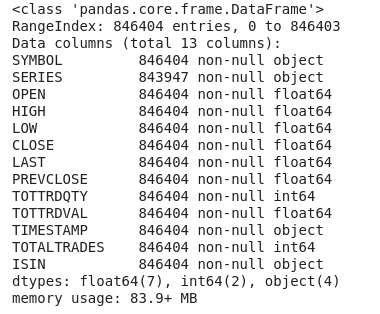 <class 'pandas.core.frame.DataFrame'>
RangeIndex: 846404 entries, 0 to 846403
Data columns (total 13 columns):
SYMBOL         846404 non-null object
SERIES         843947 non-null object
OPEN           846404 non-null float64
HIGH           846404 non-null float64
LOW            846404 non-null float64
CLOSE          846404 non-null float64
LAST           846404 non-null float64
PREVCLOSE      846404 non-null float64
TOTTRDQTY      846404 non-null int64
TOTTRDVAL      846404 non-null float64
TIMESTAMP      846404 non-null object
TOTALTRADES    846404 non-null int64
ISIN           846404 non-null object
dtypes: float64(7), int64(2), object(4)
memory usage: 83.9+ MB